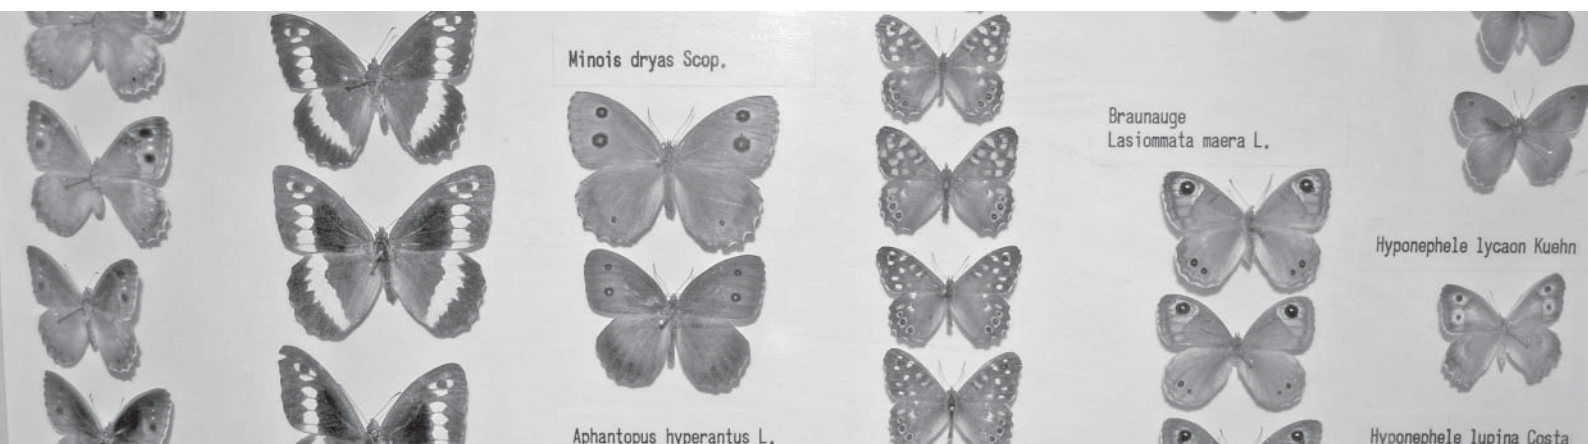 Minois dryas Scop.
Aphantopus hyperantus L.
Braunauge
Lasiommata maera L.
Hyponephele lycaon Kuehn
Hyponephele lupina Costa